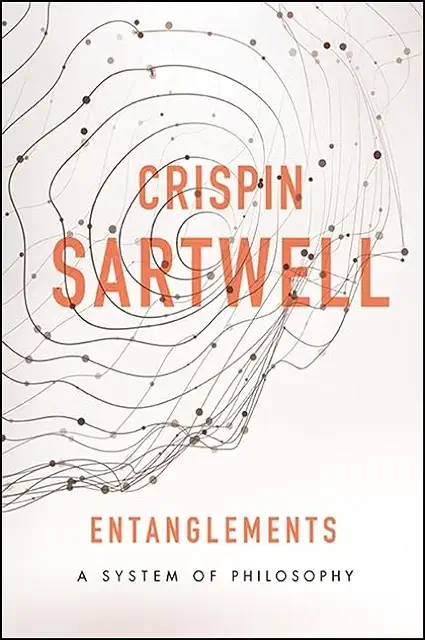 CRISPIN
SARTWELL
ENTANGLEMENTS
A SYSTEM OF PHILOSOPHY